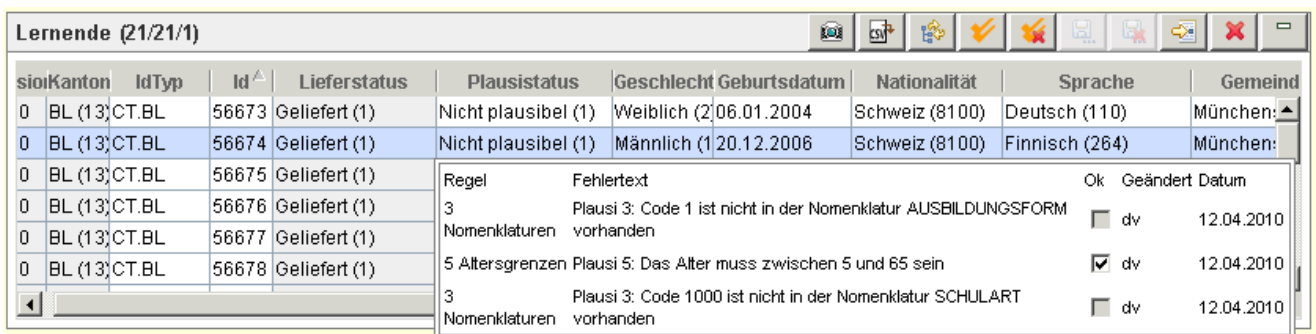 Lernende (21/21/1)
CSV
sion Kanton IdTyp Id Lieferstatus Plausistatus Geschlecht Geburtsdatum Nationalität Sprache Gemeind
0 BL (13) CT.BL 56673 Geliefert (1) Nicht plausibel (1) Weiblich (2 06.01.2004 Schweiz (8100) Deutsch (110) München
0 BL (13) CT.BL 56674 Geliefert (1) Nicht plausibel (1) Männlich (1 20.12.2006 Schweiz (8100) Finnisch (264) München
0 BL (13) CT.BL 56675 Geliefert (1)
0 BL (13) CT.BL 56676 Geliefert (1)
0 BL (13) CT.BL 56677 Geliefert (1)
0 BL (13) CT.BL 56678 Geliefert (1)
Regel Fehlertext Ok Geändert Datum
3 Plausi 3: Code 1 ist nicht in der Nomenklatur AUSBILDUNGSFORM
Nomenklaturen vorhanden dv 12.04.2010
5 Altersgrenzen Plausi 5: Das Alter muss zwischen 5 und 65 sein dv 12.04.2010
3 Plausi 3: Code 1000 ist nicht in der Nomenklatur SCHULART
Nomenklaturen vorhanden dv 12.04.2010